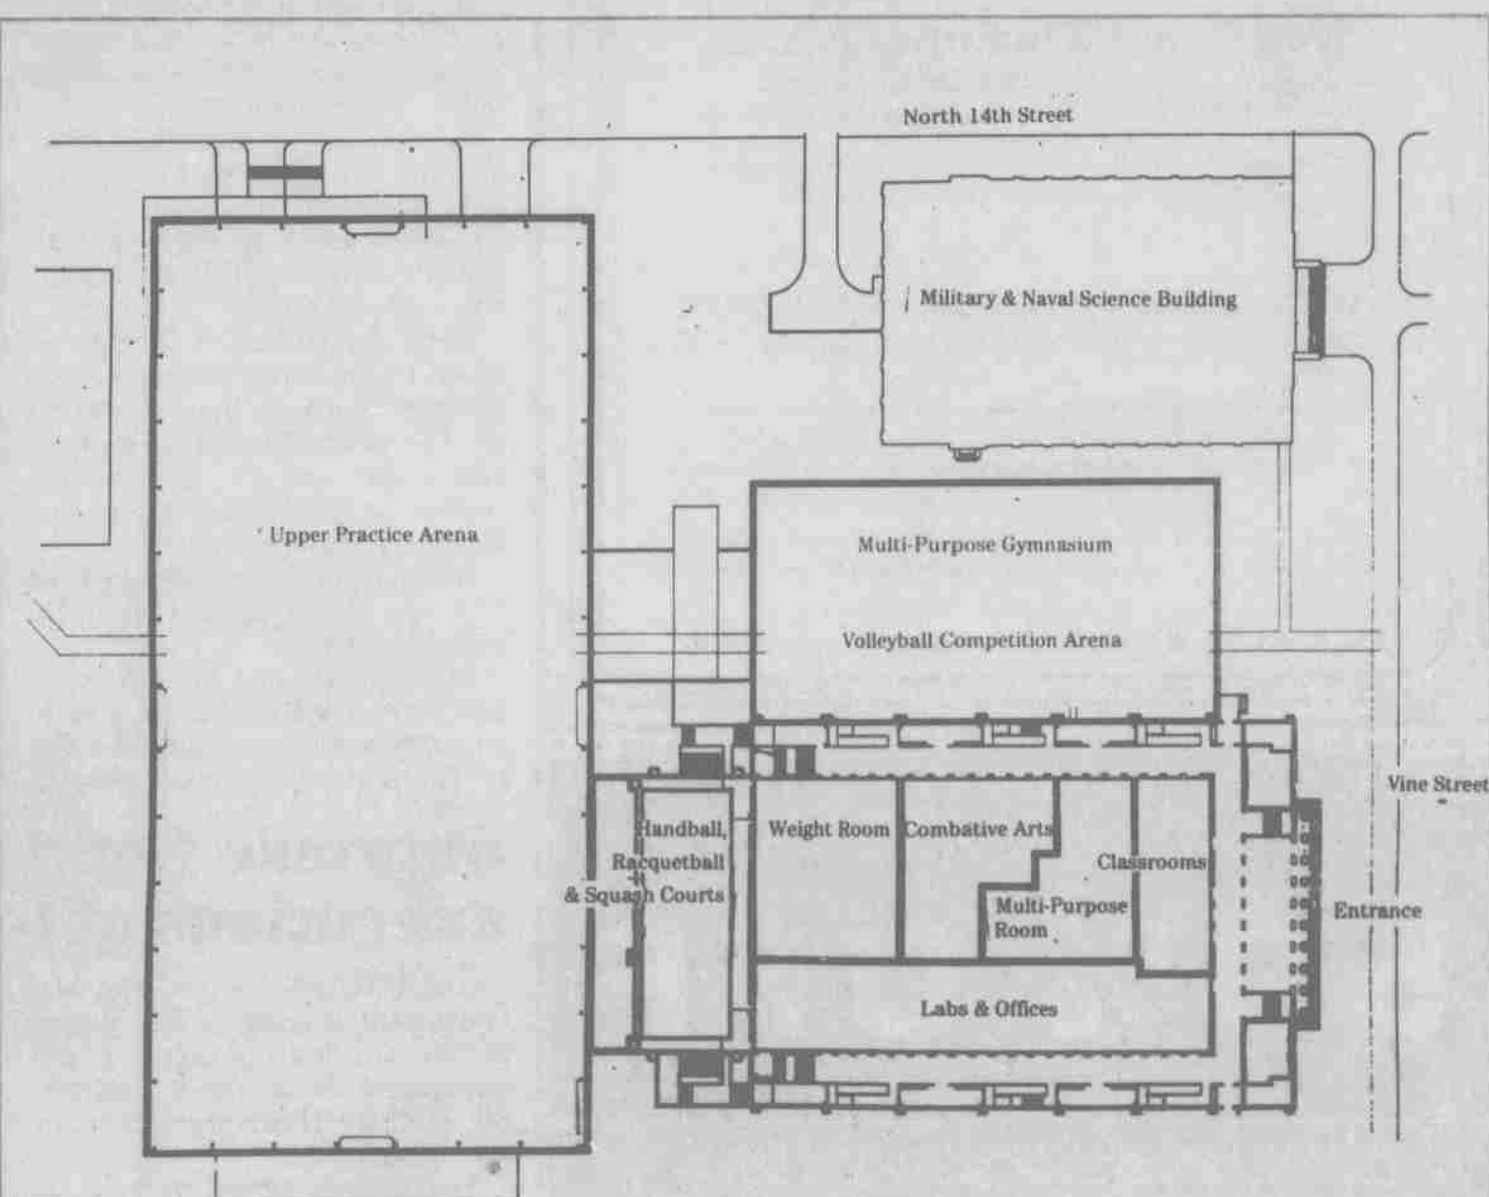 North 14th Street
Military & Naval Science Building
Upper Practice Arena
Multi-Purpose Gymnasium
Volleyball Competition Arena
Vine Street
Handball,
Racquetball
& Squash Courts
Weight Room
Combative Arts
Classrooms
Multi-Purpose
Room
Entrance
Labs & Offices